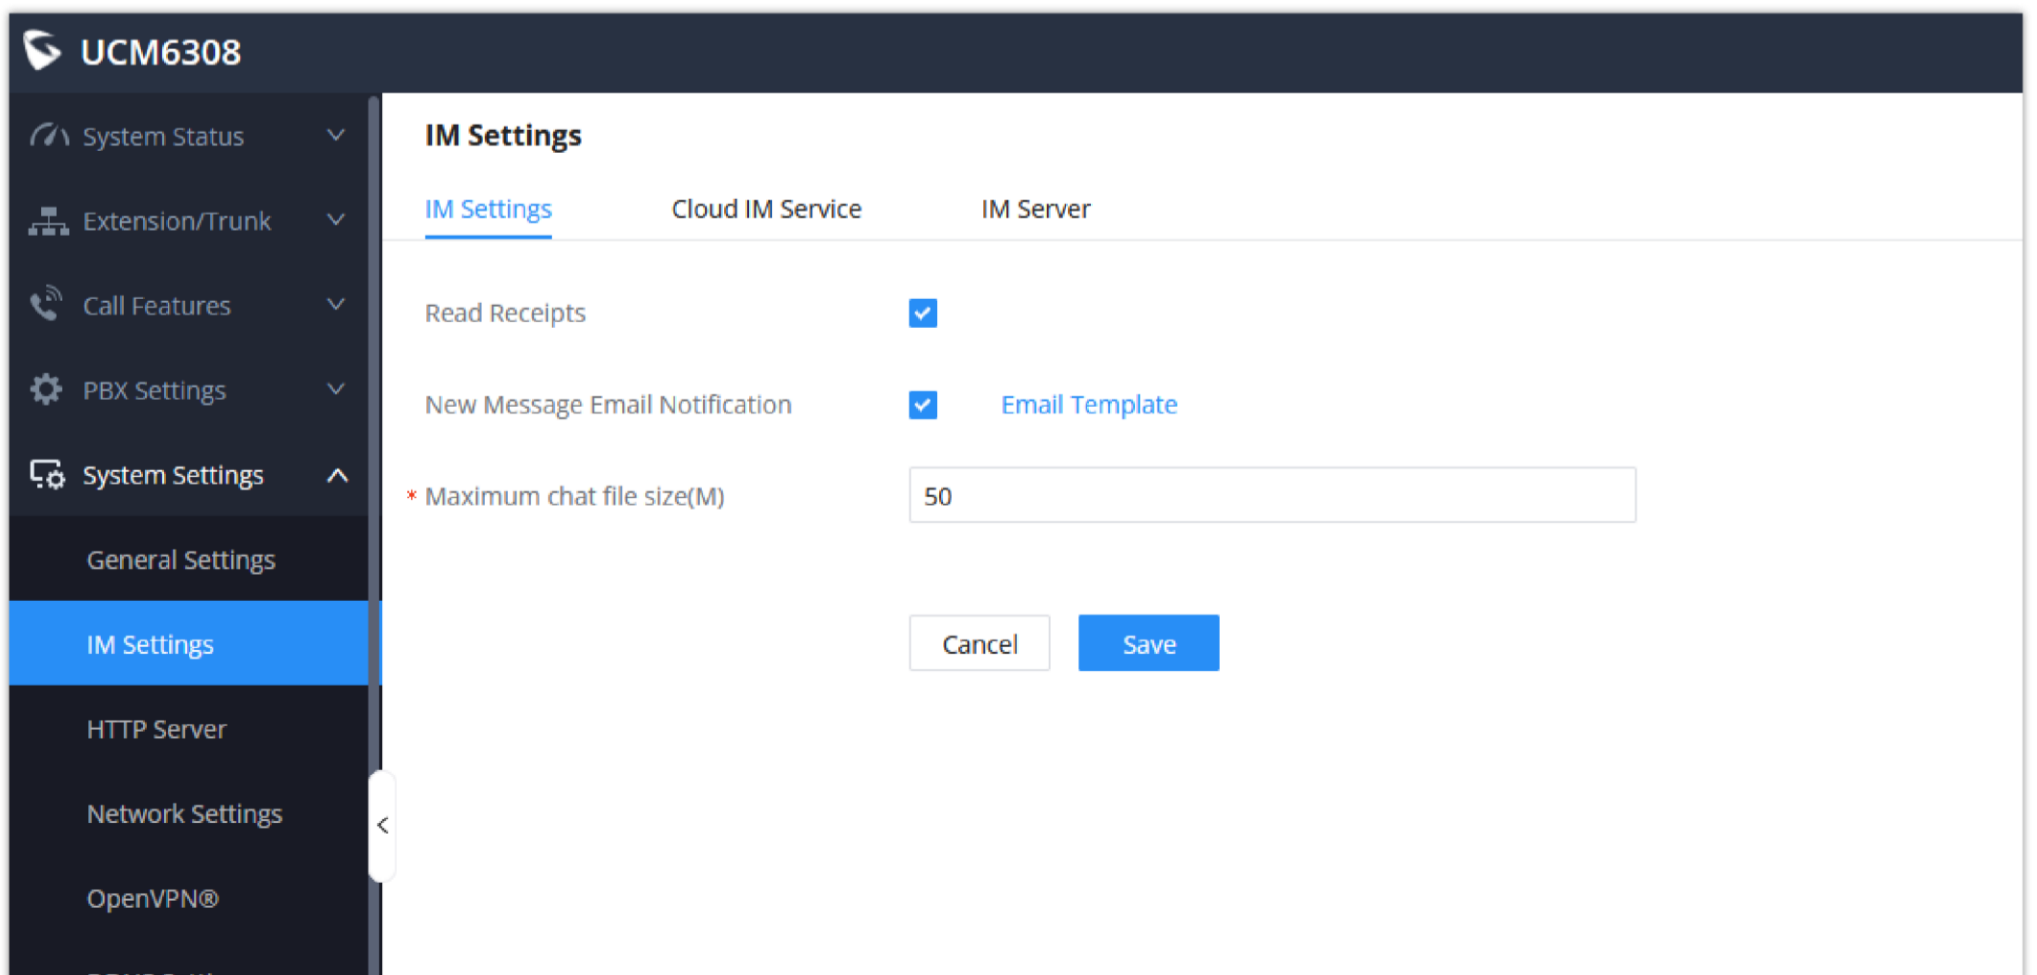 UCM6308
System Status
Extension/Trunk
Call Features
PBX Settings
System Settings
General Settings
IM Settings
HTTP Server
Network Settings
OpenVPN®
IM Settings
IM Settings Cloud IM Service IM Server
Read Receipts
New Message Email Notification Email Template
* Maximum chat file size(M) 50
Cancel Save